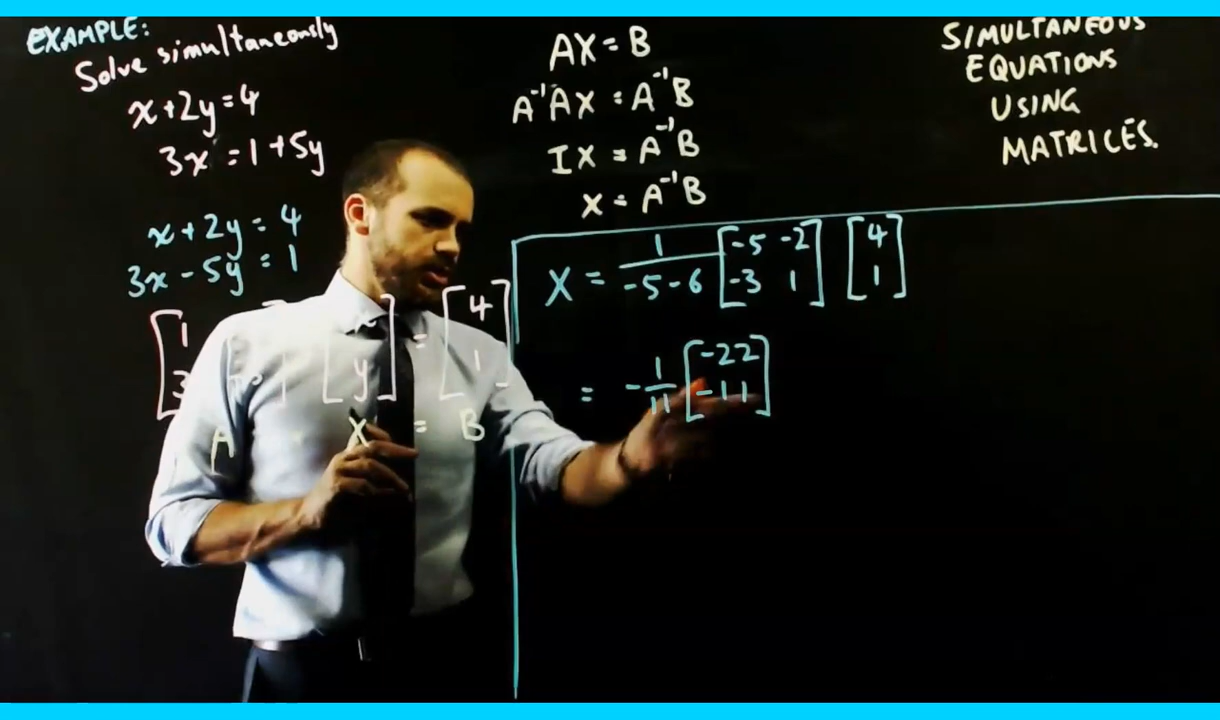 EXAMPLE:
Solve simultaneously
x+2y=4
3x=1+5y
x+2y=4
3x-5y=1
[1
3 [x
y] = [4
1]
A X = B
AX=B
A⁻¹AX=A⁻¹B
IX=A⁻¹B
X=A⁻¹B
SIMULTANEOUS
EQUATIONS
USING
MATRICES.
X = 1/-5-6 [-5 -2
-3 1] [4
1]
= -1/11 [-22
-11]